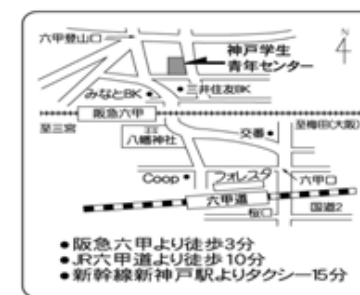 六甲登山口
神戸学生
青年センター
みなとBK
三井住友BK
阪急六甲
至三宮
八幡神社
交番
至梅田(大阪)
Coop
フォレスタ
六甲口
六甲道
国道2
●阪急六甲より徒歩3分
●JR六甲道より徒歩10分
●新幹線新神戸駅よりタクシー15分